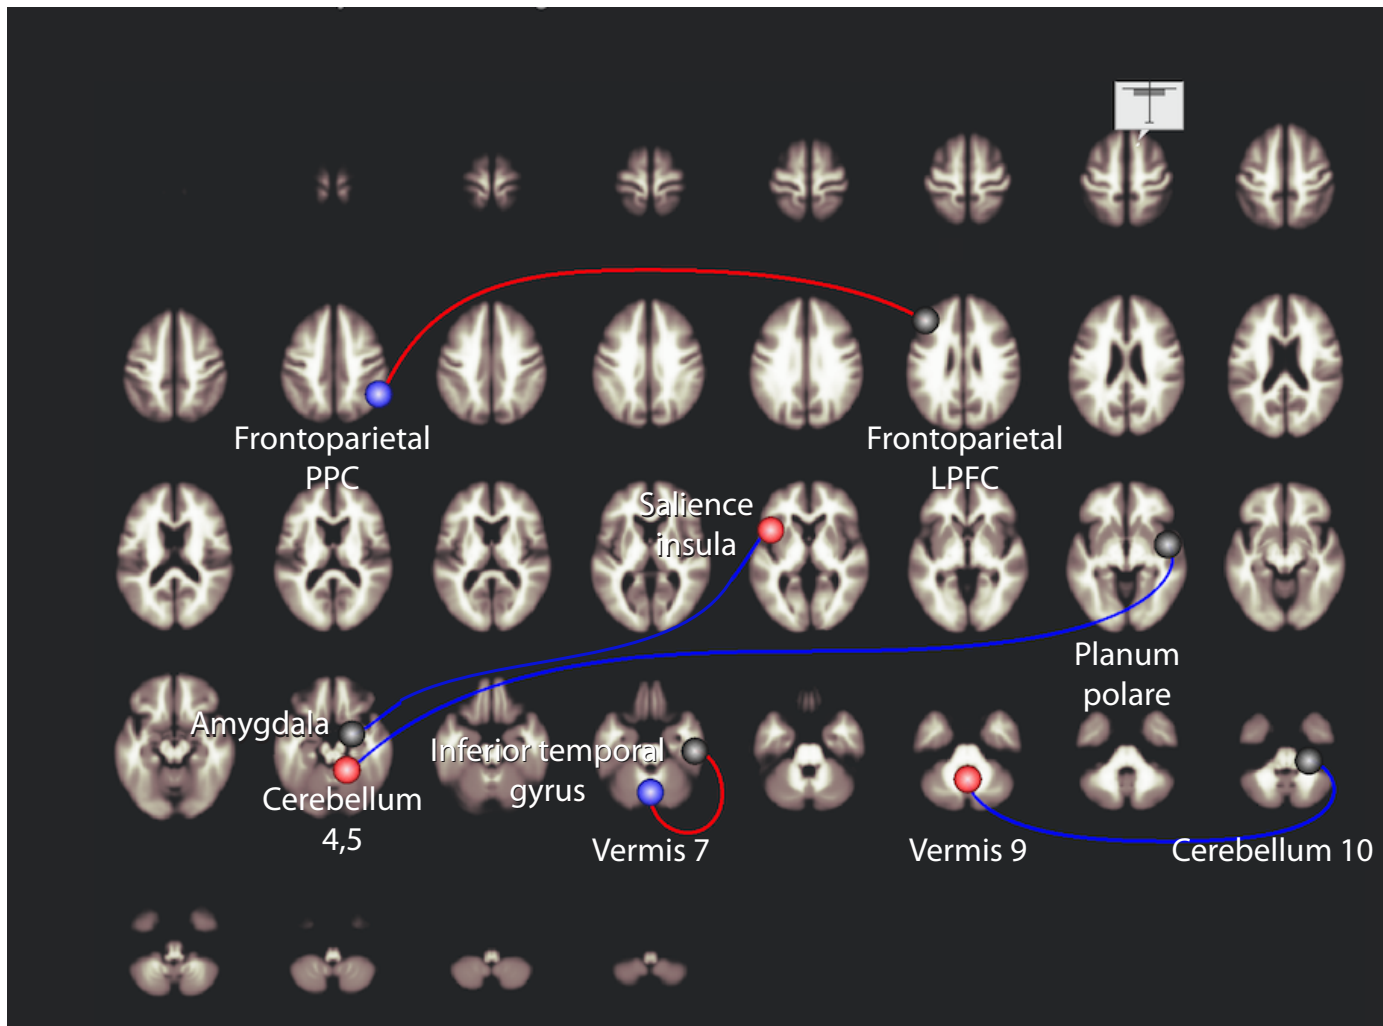 Frontoparietal
PPC
Frontoparietal
LPFC
Salience
insula
Planum
polare
Amygdala
Inferior temporal
gyrus
Cerebellum
4,5
Vermis 7
Vermis 9
Cerebellum 10